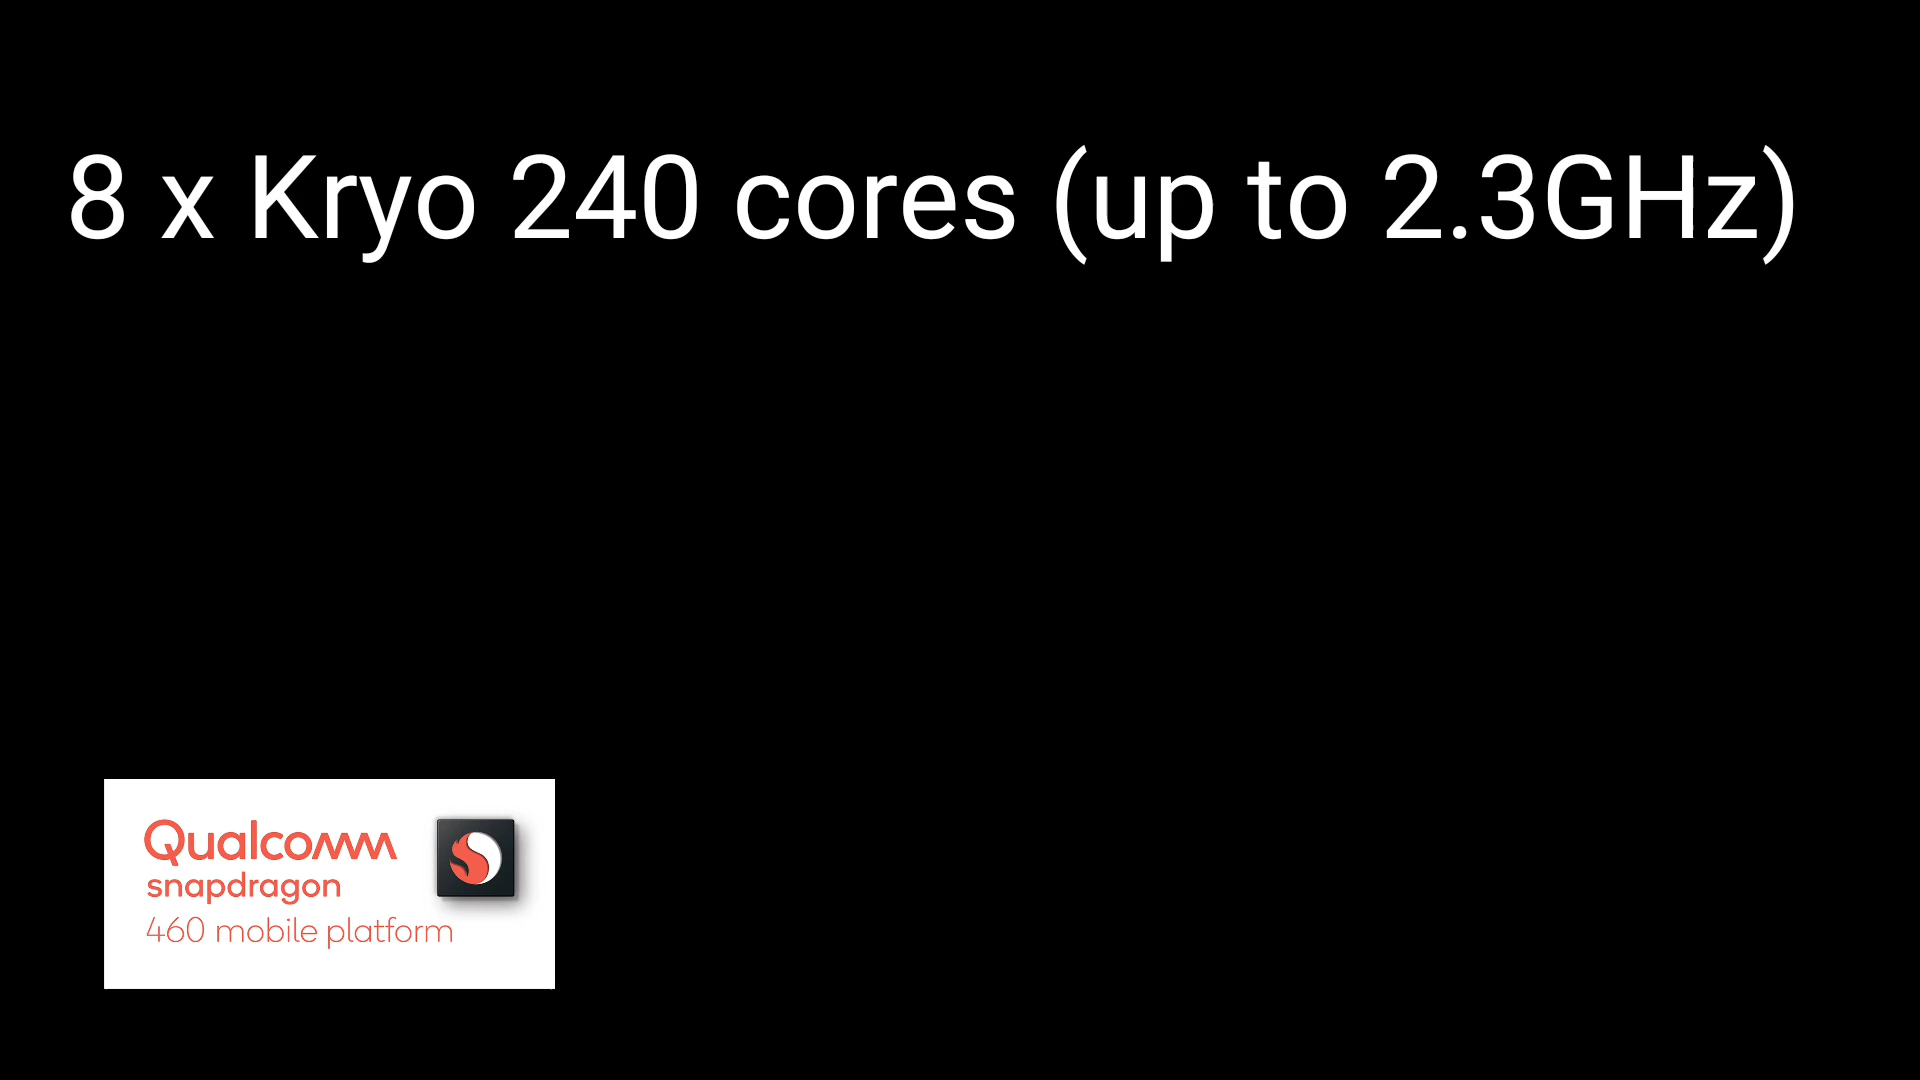 8 x Kryo 240 cores (up to 2.3GHz)
Qualcomm
snapdragon
460 mobile platform